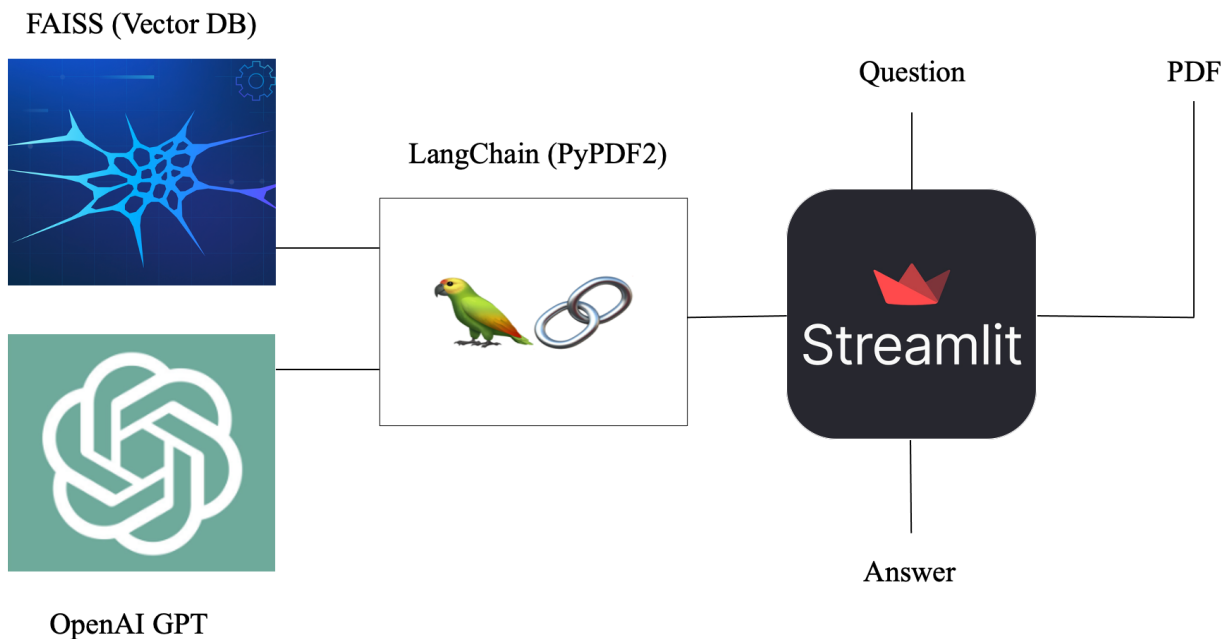 FAISS (Vector DB)
Question
PDF
LangChain (PyPDF2)
Streamlit
Answer
OpenAI GPT